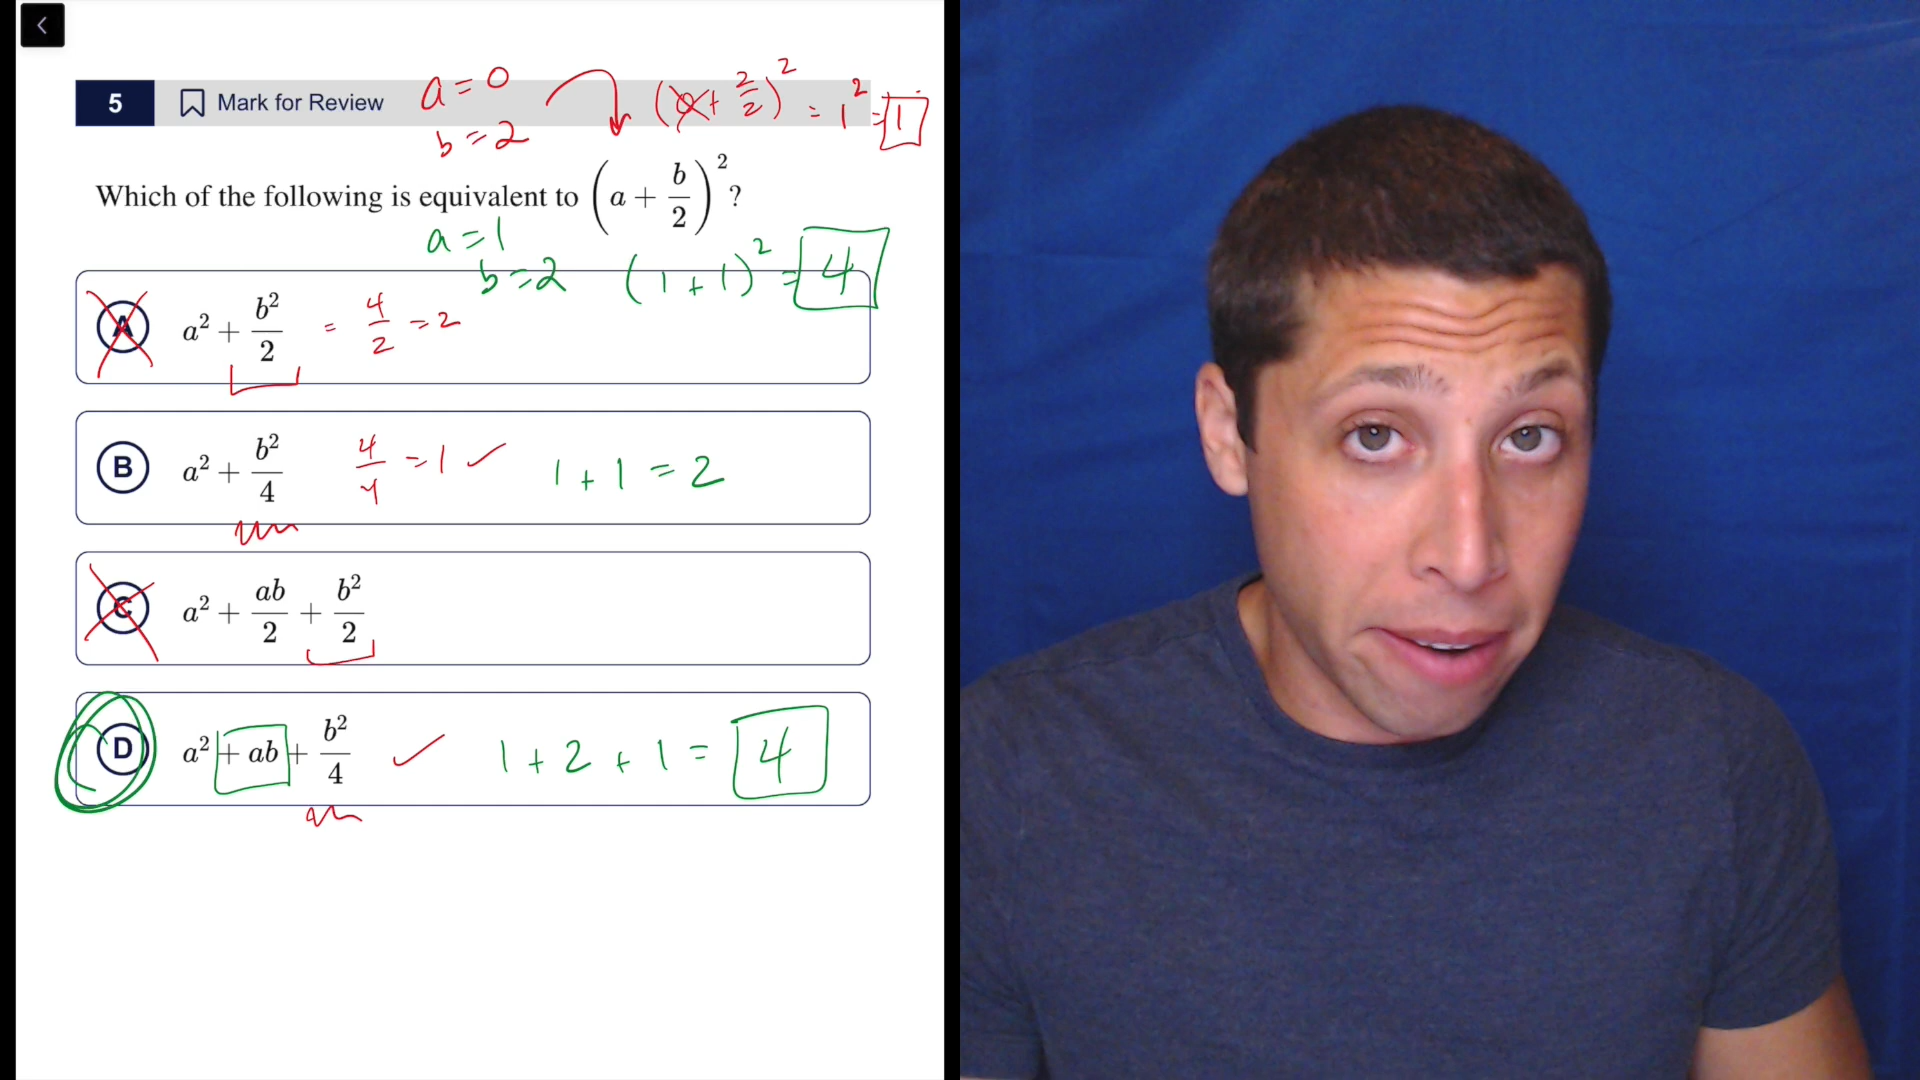 5 Mark for Review a = 0 (0 + 2/2)² = 1² = 1
b = 2
Which of the following is equivalent to (a + b/2)²?
a = 1
b = 2 (1 + 1)² = 4
A a² + b²/2 = 4/2 = 2
B a² + b²/4 4/4 = 1 ✓ 1 + 1 = 2
C a² + ab/2 + b²/2
D a² + ab + b²/4 ✓ 1 + 2 + 1 = 4